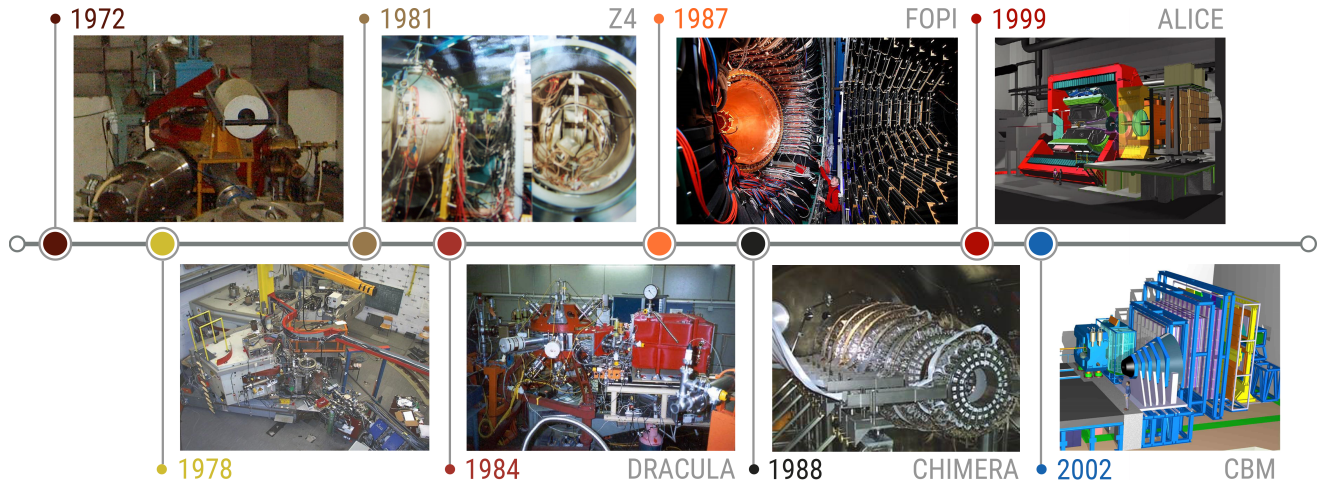 1972
1981 Z4
1987 FOPI
1999 ALICE
1978
1984 DRACULA
1988 CHIMERA
2002 CBM